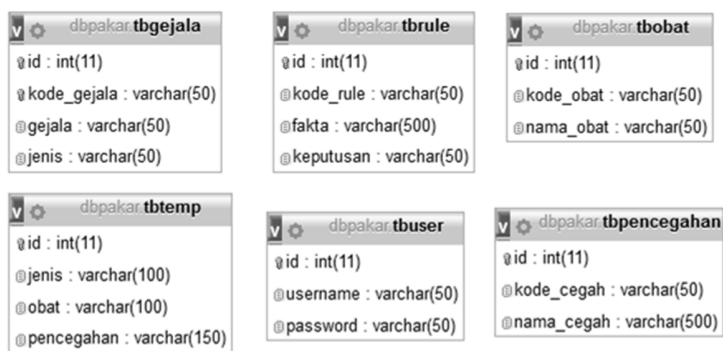 dbpakar.tbgejala
id : int(11)
kode_gejala : varchar(50)
gejala : varchar(50)
jenis : varchar(50)
dbpakar.tbrule
id : int(11)
kode_rule : varchar(50)
fakta : varchar(500)
keputusan : varchar(50)
dbpakar.tbobat
id : int(11)
kode_obat : varchar(50)
nama_obat : varchar(50)
dbpakar.tbtemp
id : int(11)
jenis : varchar(100)
obat : varchar(100)
pencegahan : varchar(150)
dbpakar.tbuser
id : int(11)
username : varchar(50)
password : varchar(50)
dbpakar.tbpencegahan
id : int(11)
kode_cegah : varchar(50)
nama_cegah : varchar(500)